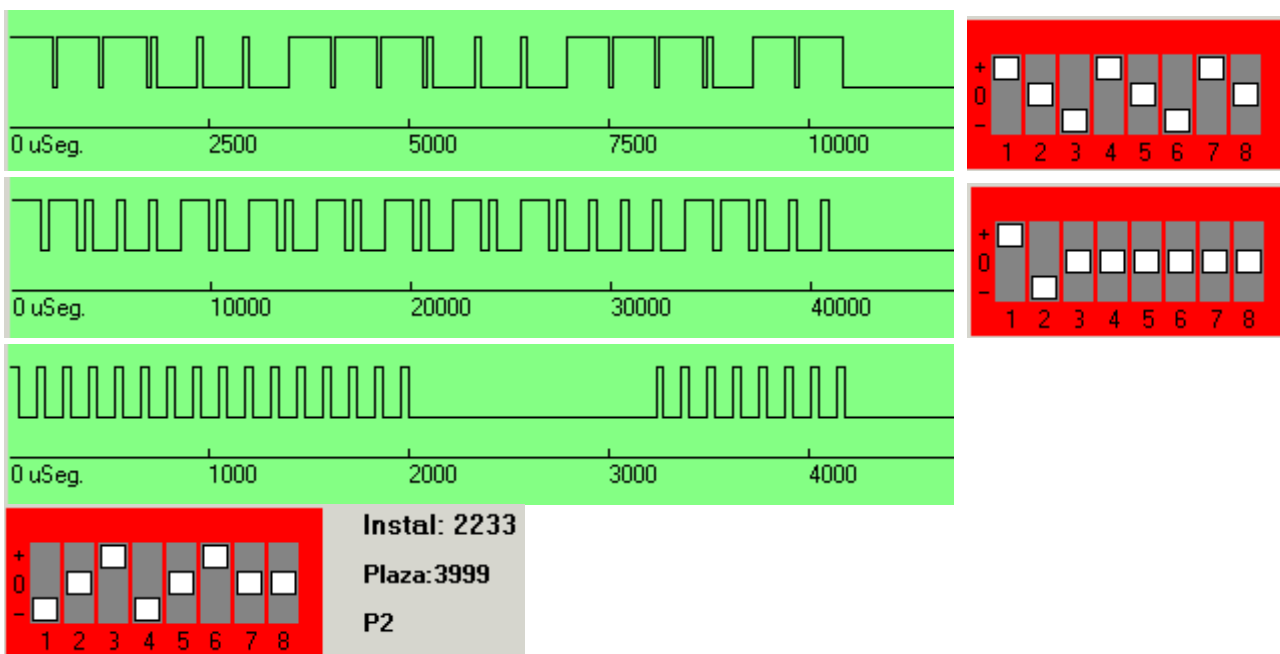 0 uSeg. 2500 5000 7500 10000
+
0
-
1 2 3 4 5 6 7 8
0 uSeg. 10000 20000 30000 40000
+
0
-
1 2 3 4 5 6 7 8
0 uSeg. 1000 2000 3000 4000
+
0
-
1 2 3 4 5 6 7 8
Instal: 2233
Plaza:3999
P2